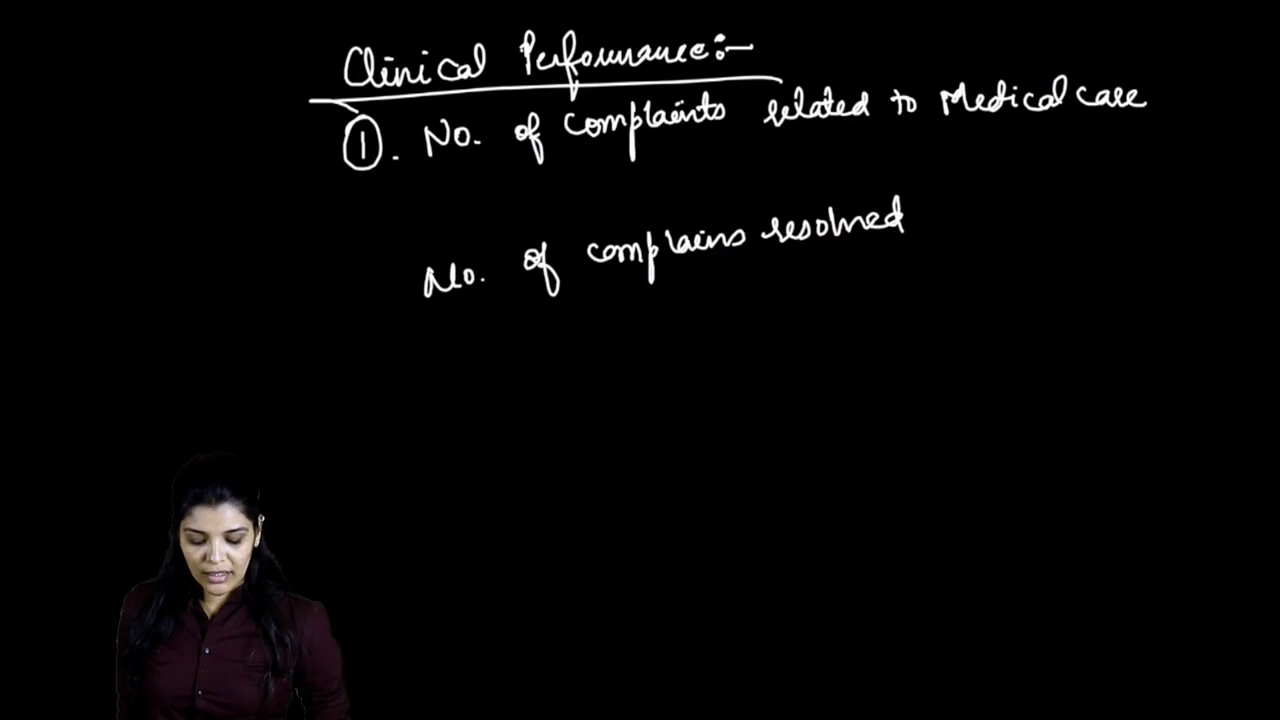 Clinical Performance:-
1. No. of complaints related to Medical care
No. of complains resolved